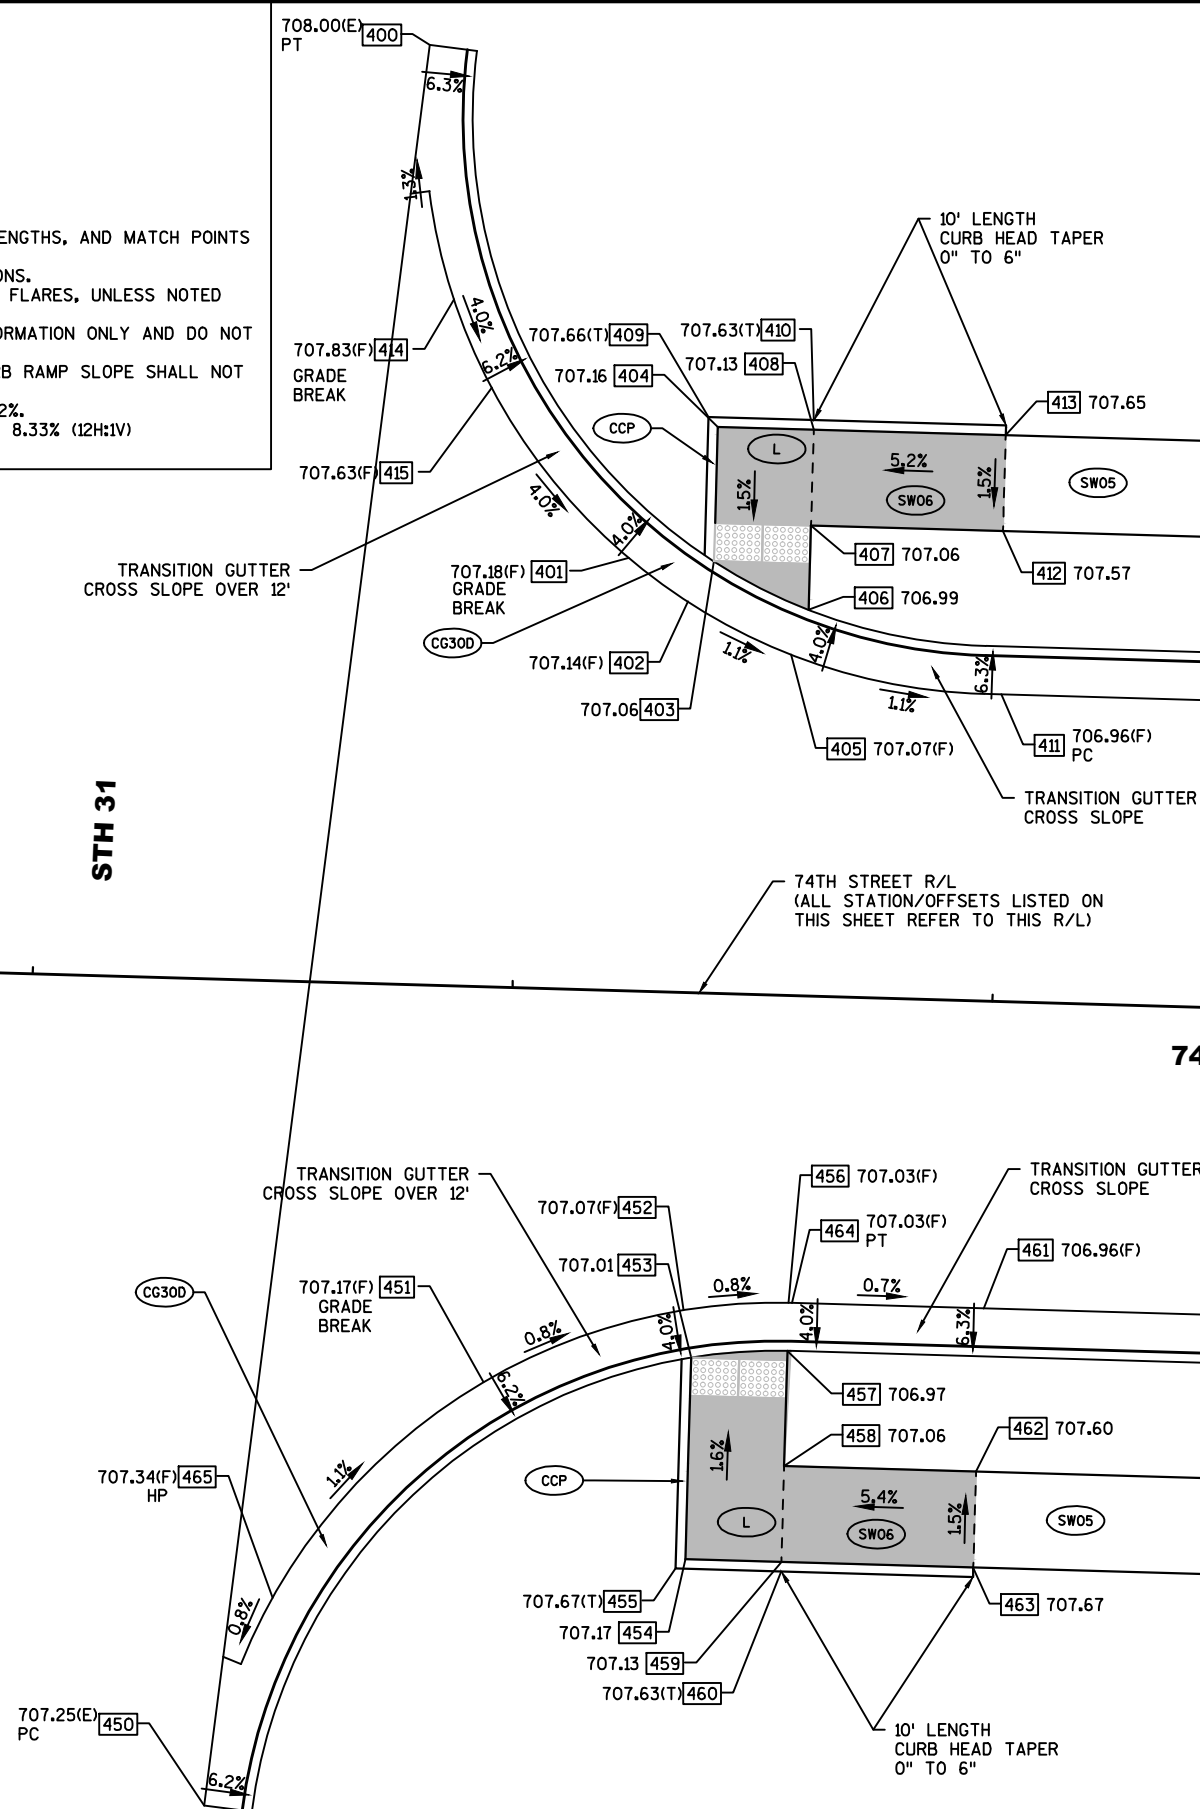 708.00(E) 400
PT
6.3%
1.3%
ENGTHS, AND MATCH POINTS
ONS.
FLARES, UNLESS NOTED
ORMATION ONLY AND DO NOT
B RAMP SLOPE SHALL NOT
2%.
8.33% (12H:1V)
10' LENGTH
CURB HEAD TAPER
0" TO 6"
4.0%
6.2%
707.83(F) 414
GRADE
BREAK
707.66(T) 409
707.63(T) 410
707.13 408
707.16 404
413 707.65
CCP
L
5.2%
1.5%
SW06
1.5%
SW05
707.63(F) 415
4.0%
4.0%
TRANSITION GUTTER
CROSS SLOPE OVER 12'
707.18(F) 401
GRADE
BREAK
407 707.06
412 707.57
406 706.99
CG30D
707.14(F) 402
1.1%
4.0%
6.3%
707.06 403
1.1%
405 707.07(F)
411 706.96(F)
PC
TRANSITION GUTTER
CROSS SLOPE
STH 31
74TH STREET R/L
(ALL STATION/OFFSETS LISTED ON
THIS SHEET REFER TO THIS R/L)
74
TRANSITION GUTTER
CROSS SLOPE OVER 12'
456 707.03(F)
TRANSITION GUTTER
CROSS SLOPE
707.07(F) 452
464 707.03(F)
PT
461 706.96(F)
707.01 453
CG30D
707.17(F) 451
GRADE
BREAK
0.8%
0.7%
0.8%
4.0%
4.0%
6.3%
6.2%
457 706.97
458 707.06
462 707.60
1.6%
1.1%
707.34(F) 465
HP
CCP
L
5.4%
SW06
1.5%
SW05
0.8%
707.67(T) 455
707.17 454
463 707.67
707.13 459
707.63(T) 460
707.25(E) 450
PC
10' LENGTH
CURB HEAD TAPER
0" TO 6"
6.2%